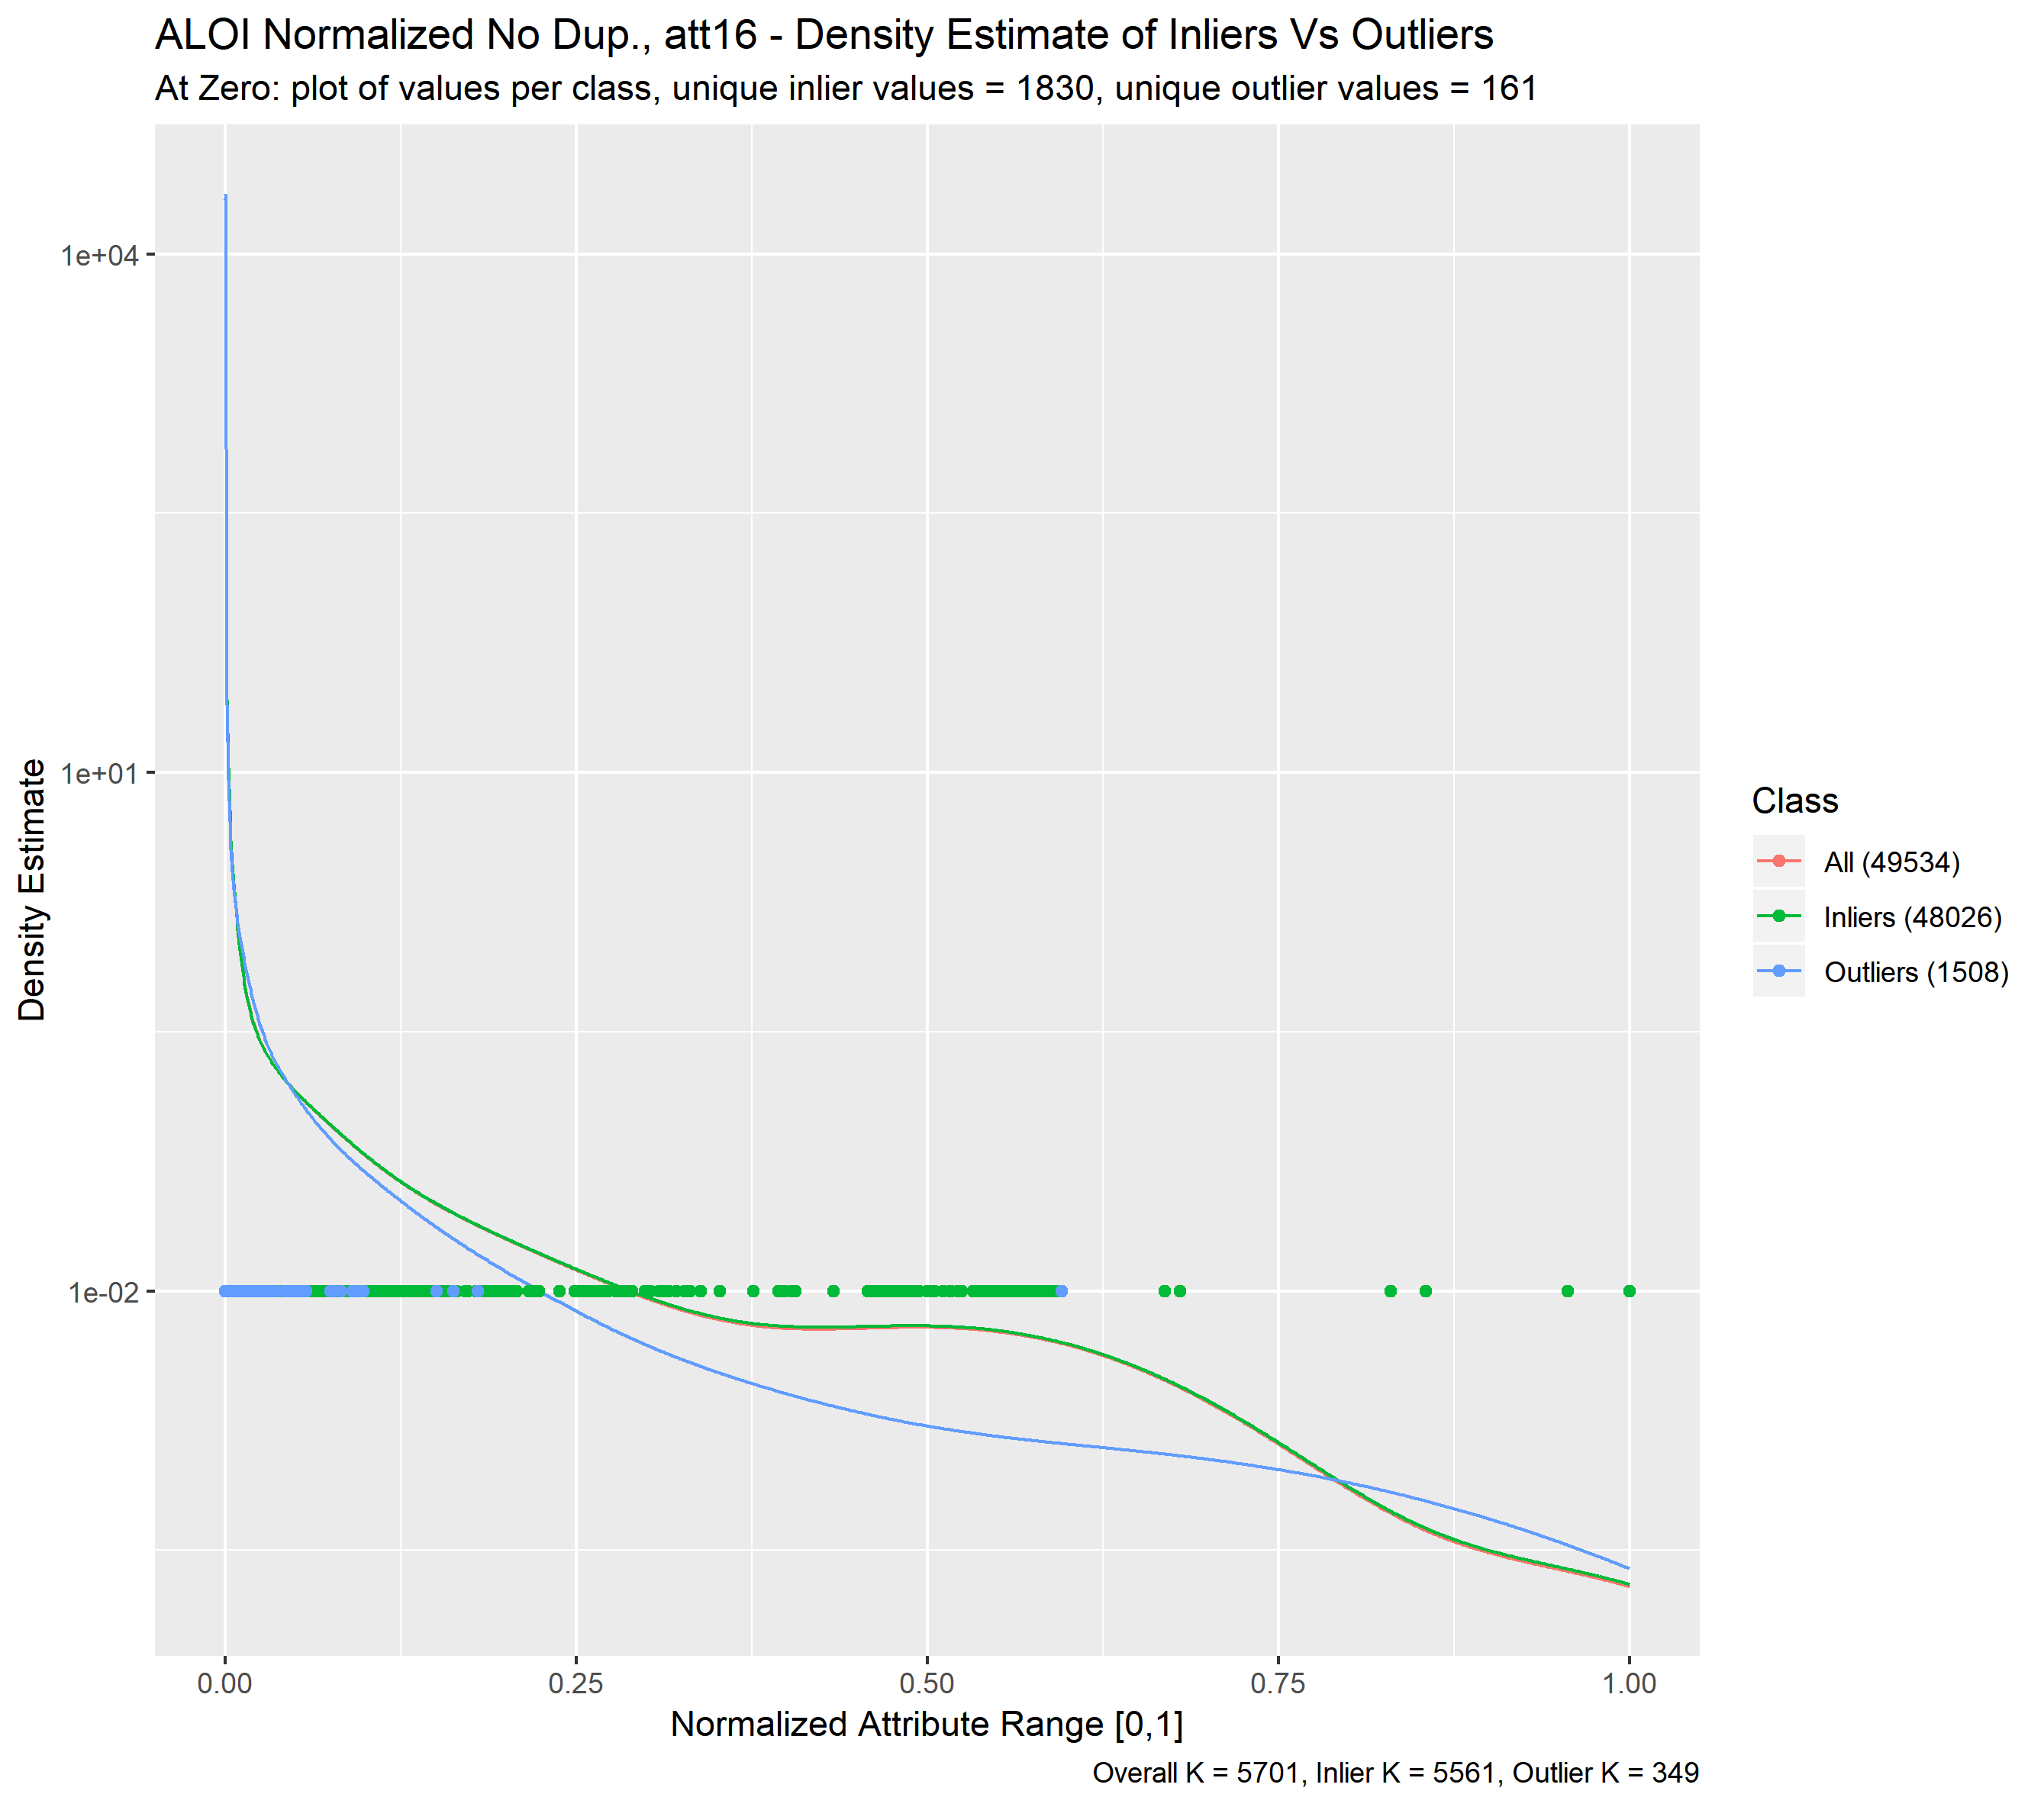 ALOI Normalized No Dup., att16 - Density Estimate of Inliers Vs Outliers
At Zero: plot of values per class, unique inlier values = 1830, unique outlier values = 161
1e+04
1e+01
1e-02
Density Estimate
0.00 0.25 0.50 0.75 1.00
Normalized Attribute Range [0,1]
Overall K = 5701, Inlier K = 5561, Outlier K = 349
Class
All (49534)
Inliers (48026)
Outliers (1508)